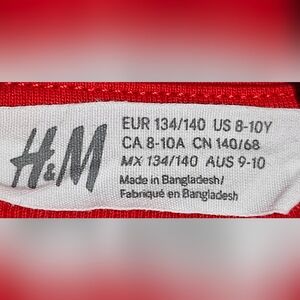 H&M
EUR 134/140 US 8-10Y
CA 8-10A CN 140/68
MX 134/140 AUS 9-10
Made in Bangladesh/
Fabriqué en Bangladesh